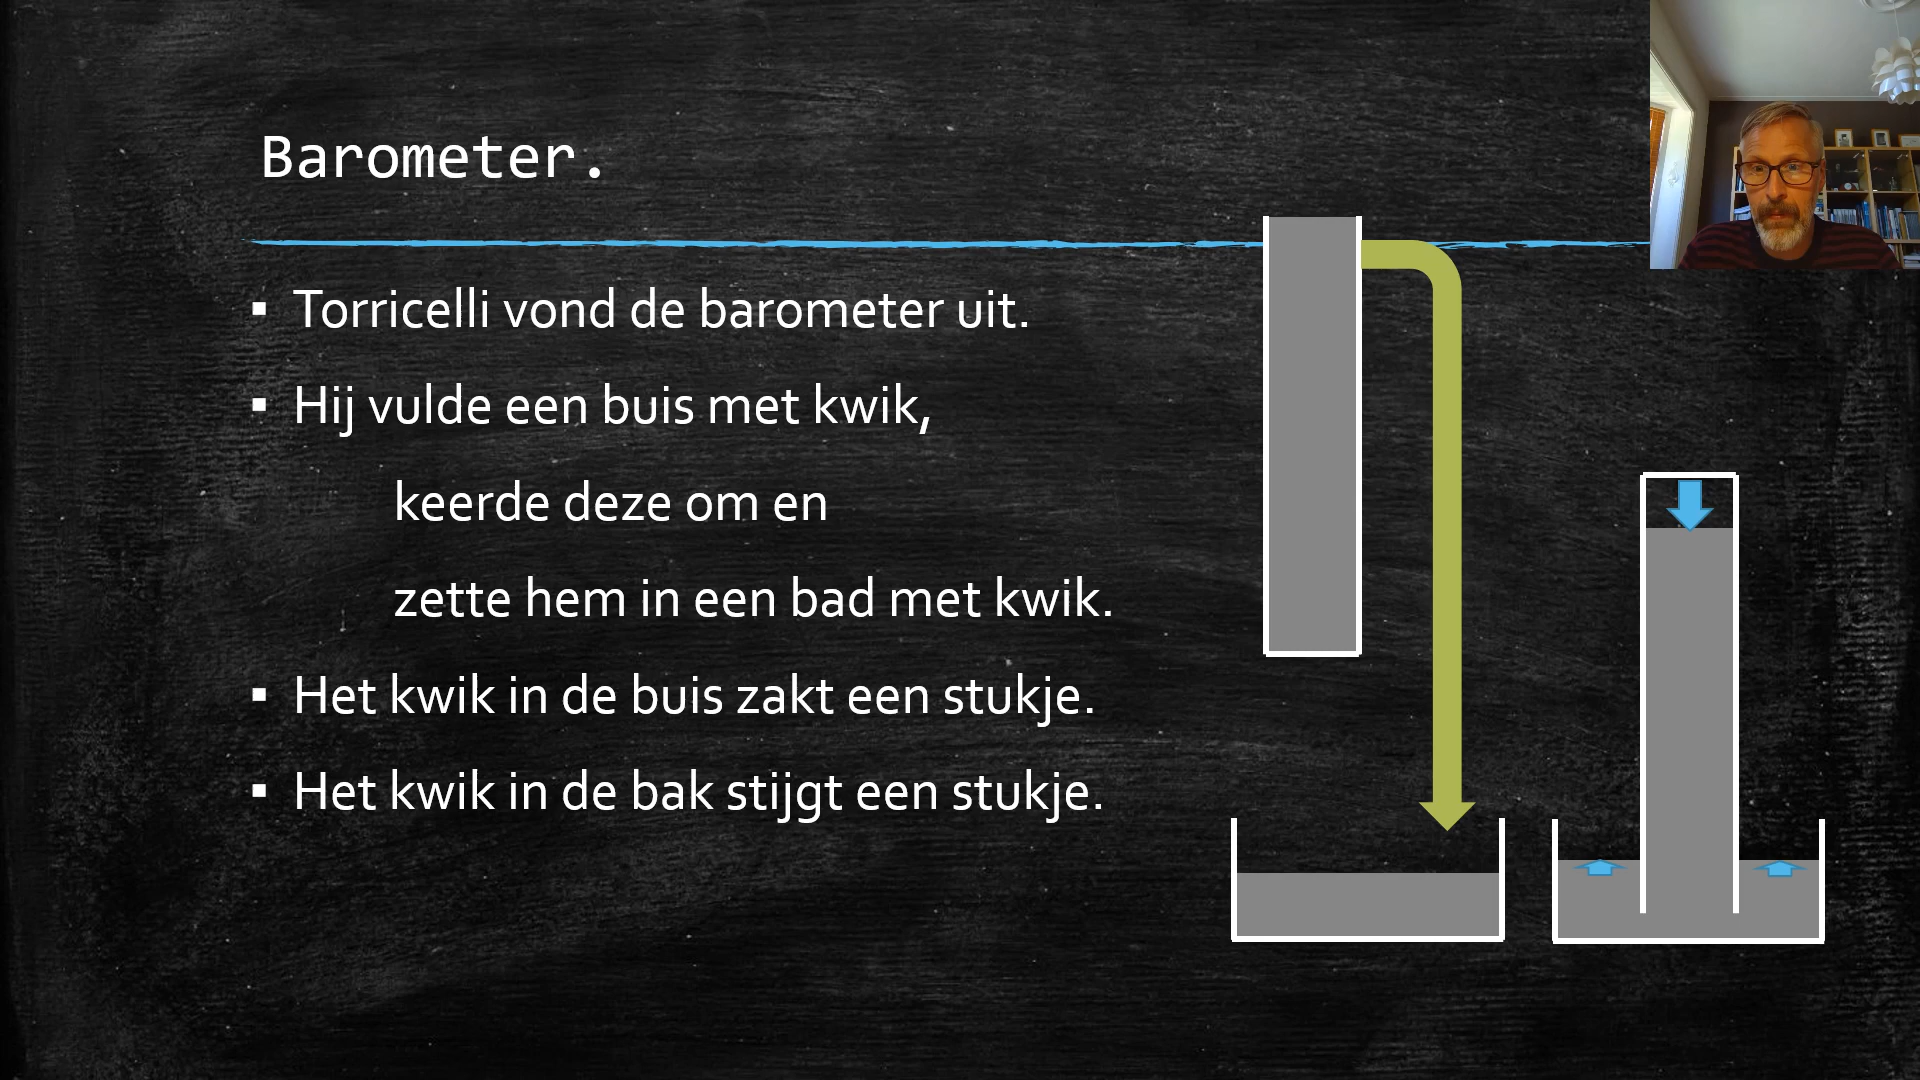 Barometer.
▪ Torricelli vond de barometer uit.
▪ Hij vulde een buis met kwik,
keerde deze om en
zette hem in een bad met kwik.
▪ Het kwik in de buis zakt een stukje.
▪ Het kwik in de bak stijgt een stukje.